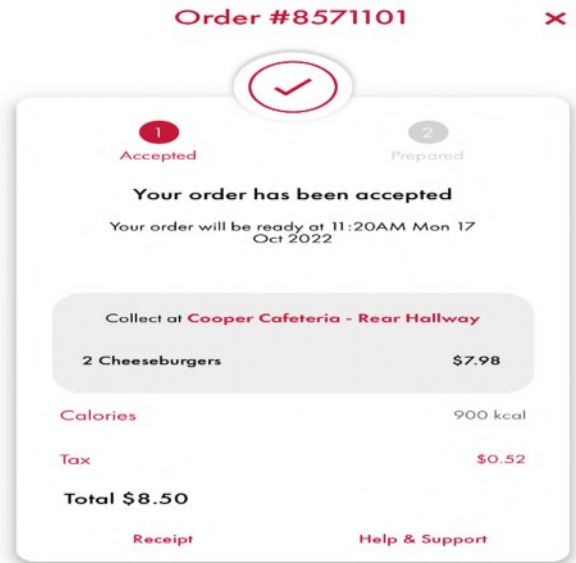 Order #8571101 ×
1 2
Accepted Prepared
Your order has been accepted
Your order will be ready at 11:20AM Mon 17
Oct 2022
Collect at Cooper Cafeteria - Rear Hallway
2 Cheeseburgers $7.98
Calories 900 kcal
Tax $0.52
Total $8.50
Receipt Help & Support